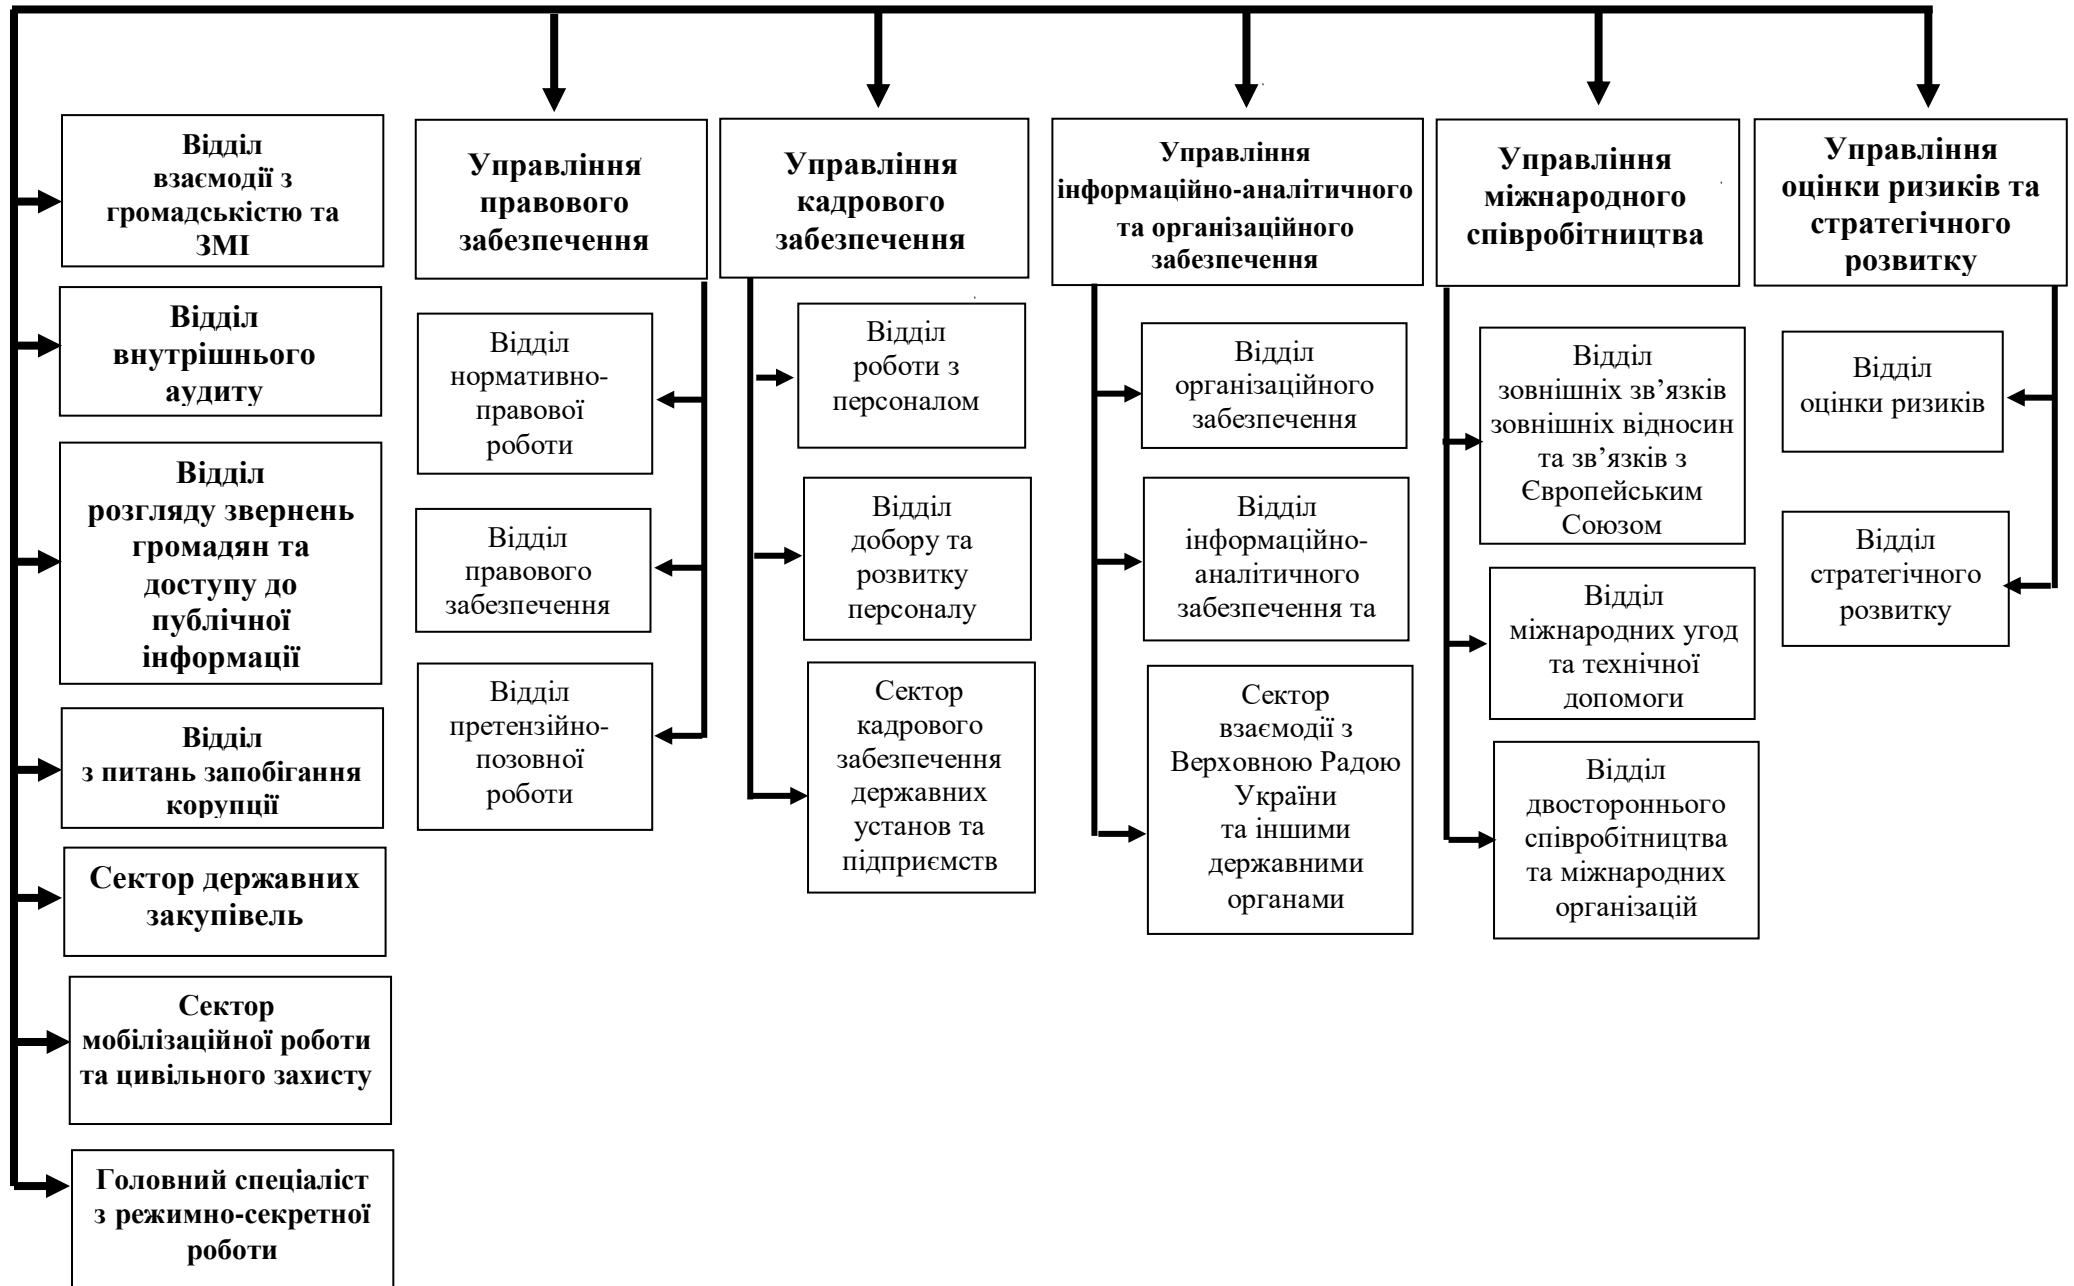 Відділ
взаємодії з
громадськістю та
ЗМІ
Відділ
внутрішнього
аудиту
Відділ
розгляду звернень
громадян та
доступу до
публічної
інформації
Відділ
з питань запобігання
корупції
Сектор державних
закупівель
Сектор
мобілізаційної роботи
та цивільного захисту
Головний спеціаліст
з режимно-секретної
роботи
Управління
правового
забезпечення
Відділ
нормативно-
правової
роботи
Відділ
правового
забезпечення
Відділ
претензійно-
позовної
роботи
Управління
кадрового
забезпечення
Відділ
роботи з
персоналом
Відділ
добору та
розвитку
персоналу
Сектор
кадрового
забезпечення
державних
установ та
підприємств
Управління
інформаційно-аналітичного
та організаційного
забезпечення
Відділ
організаційного
забезпечення
Відділ
інформаційно-
аналітичного
забезпечення та
Сектор
взаємодії з
Верховною Радою
України
та іншими
державними
органами
Управління
міжнародного
співробітництва
Відділ
зовнішніх зв’язків
зовнішніх відносин
та зв’язків з
Європейським
Союзом
Відділ
міжнародних угод
та технічної
допомоги
Відділ
двостороннього
співробітництва
та міжнародних
організацій
Управління
оцінки ризиків та
стратегічного
розвитку
Відділ
оцінки ризиків
Відділ
стратегічного
розвитку